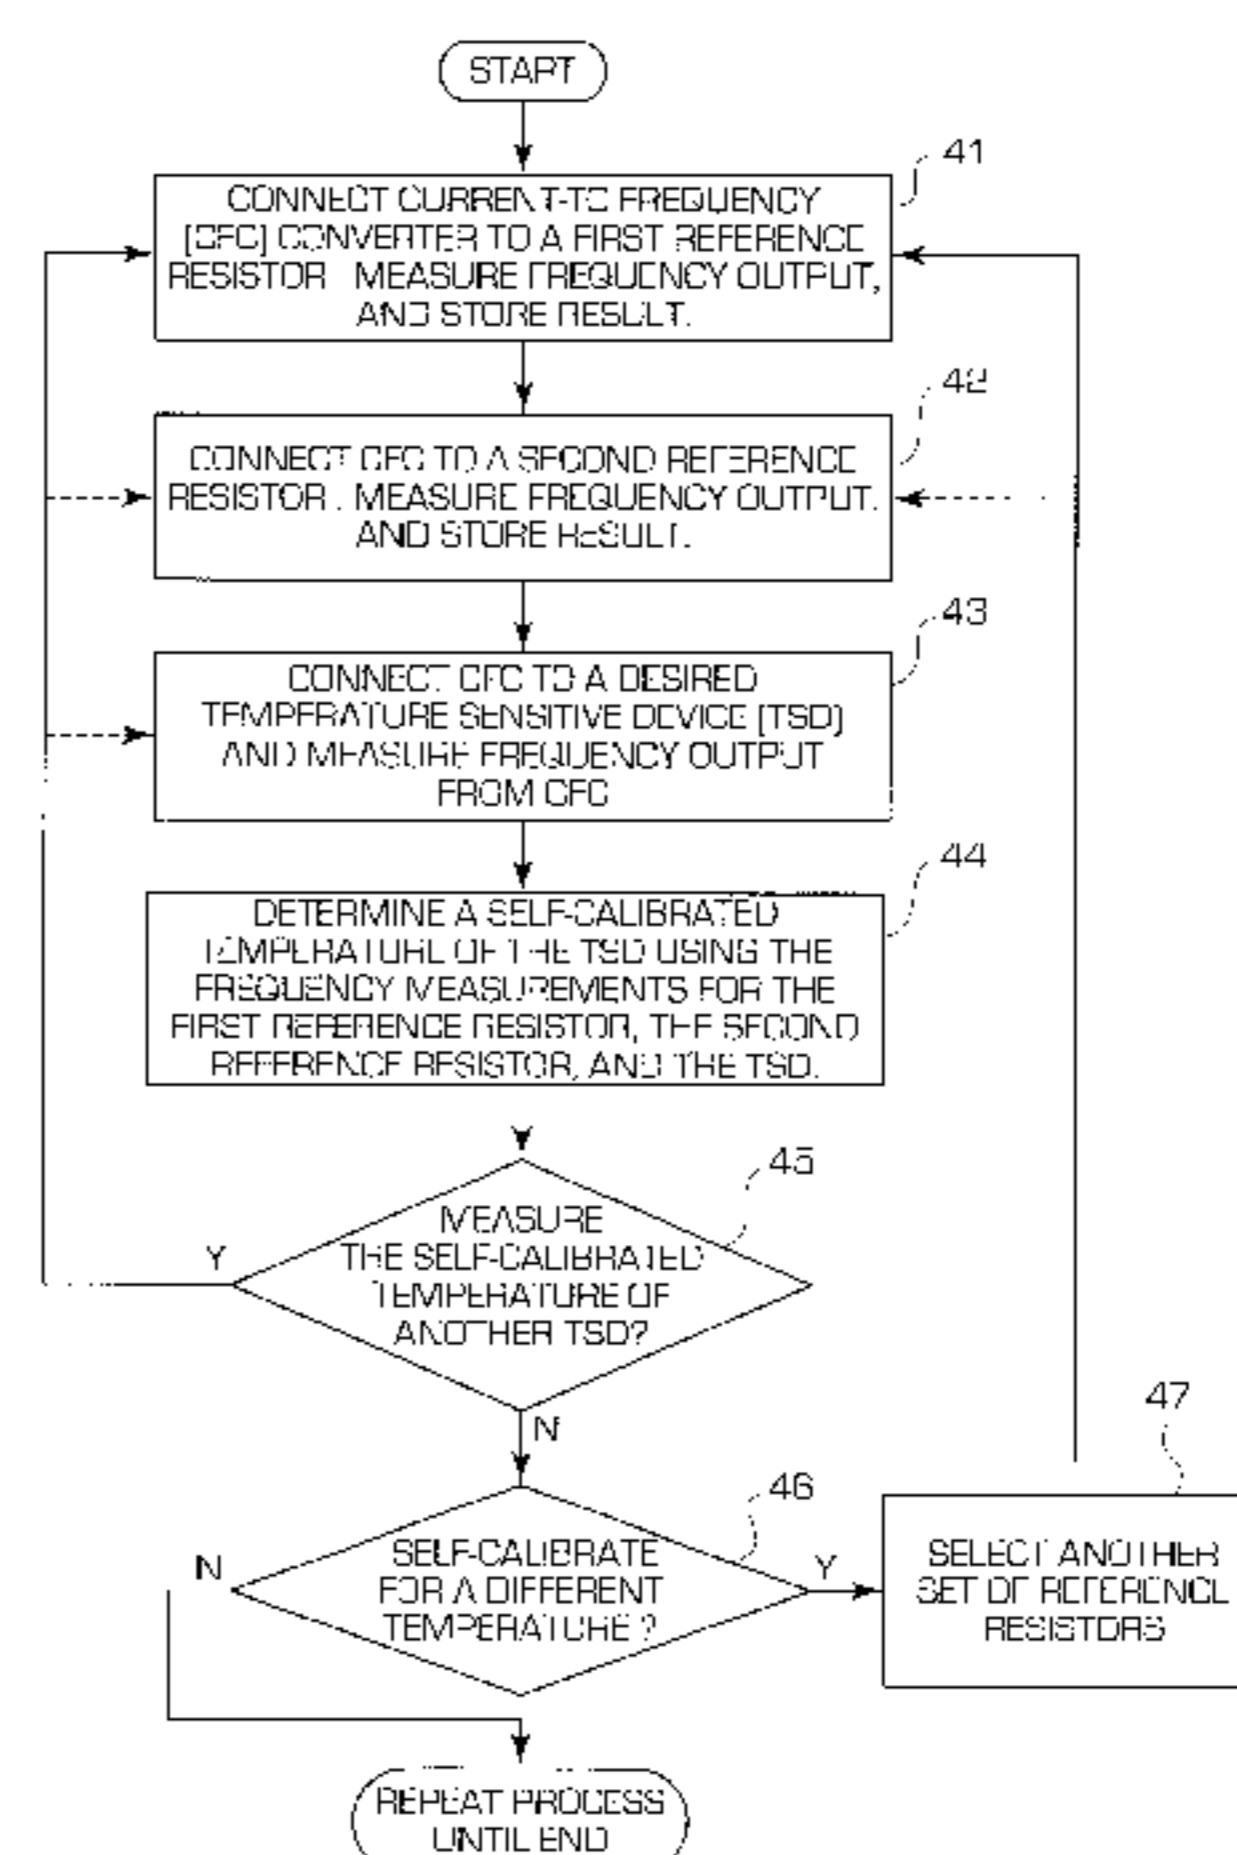 START
41
CONNECT CURRENT-TO FREQUENCY
[CFC] CONVERTER TO A FIRST REFERENCE
RESISTOR. MEASURE FREQUENCY OUTPUT,
AND STORE RESULT.
42
CONNECT CFC TO A SECOND REFERENCE
RESISTOR. MEASURE FREQUENCY OUTPUT.
AND STORE RESULT.
43
CONNECT CFC TO A DESIRED
TEMPERATURE SENSITIVE DEVICE [TSD]
AND MEASURE FREQUENCY OUTPUT
FROM CFC
44
DETERMINE A SELF-CALIBRATED
TEMPERATURE OF THE TSD USING THE
FREQUENCY MEASUREMENTS FOR THE
FIRST REFERENCE RESISTOR, THE SECOND
REFERENCE RESISTOR, AND THE TSD.
45
MEASURE
THE SELF-CALIBRATED
TEMPERATURE OF
ANOTHER TSD?
Y
N
46
SELF-CALIBRATE
FOR A DIFFERENT
TEMPERATURE ?
N
Y
47
SELECT ANOTHER
SET OF REFERENCE
RESISTORS
REPEAT PROCESS
UNTIL END